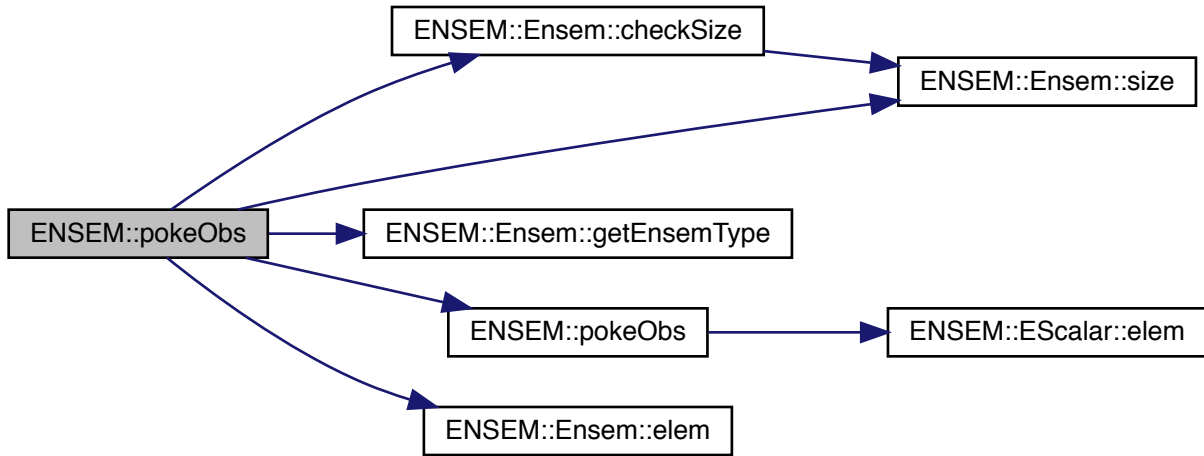 ENSEM::Ensem::checkSize
ENSEM::Ensem::size
ENSEM::pokeObs
ENSEM::Ensem::getEnsemType
ENSEM::pokeObs
ENSEM::EScalar::elem
ENSEM::Ensem::elem